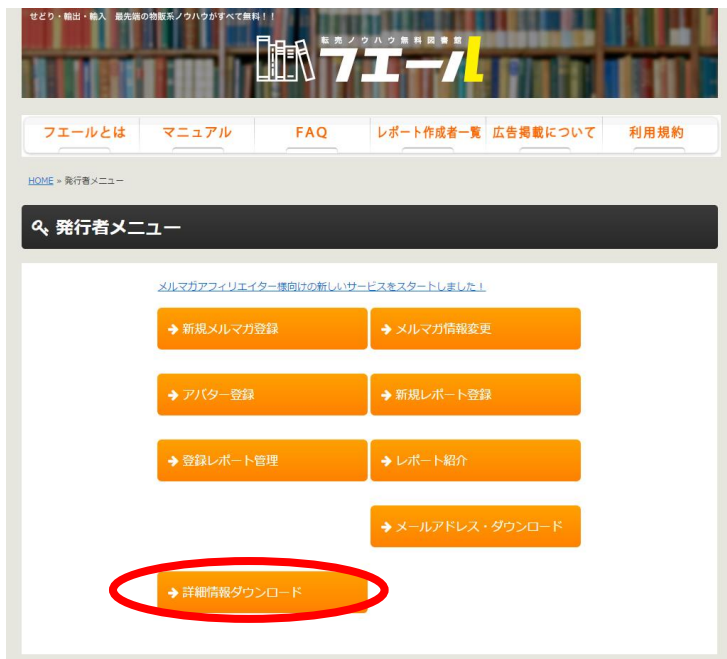 せどり・輸出・輸入 最先端の物販系ノウハウがすべて無料！！
転売ノウハウ無料図書館
フエール
フエールとは マニュアル FAQ レポート作成者一覧 広告掲載について 利用規約
HOME » 発行者メニュー
発行者メニュー
メルマガアフィリエイター様向けの新しいサービスをスタートしました！
新規メルマガ登録 メルマガ情報変更
アバター登録 新規レポート登録
登録レポート管理 レポート紹介
メールアドレス・ダウンロード
詳細情報ダウンロード